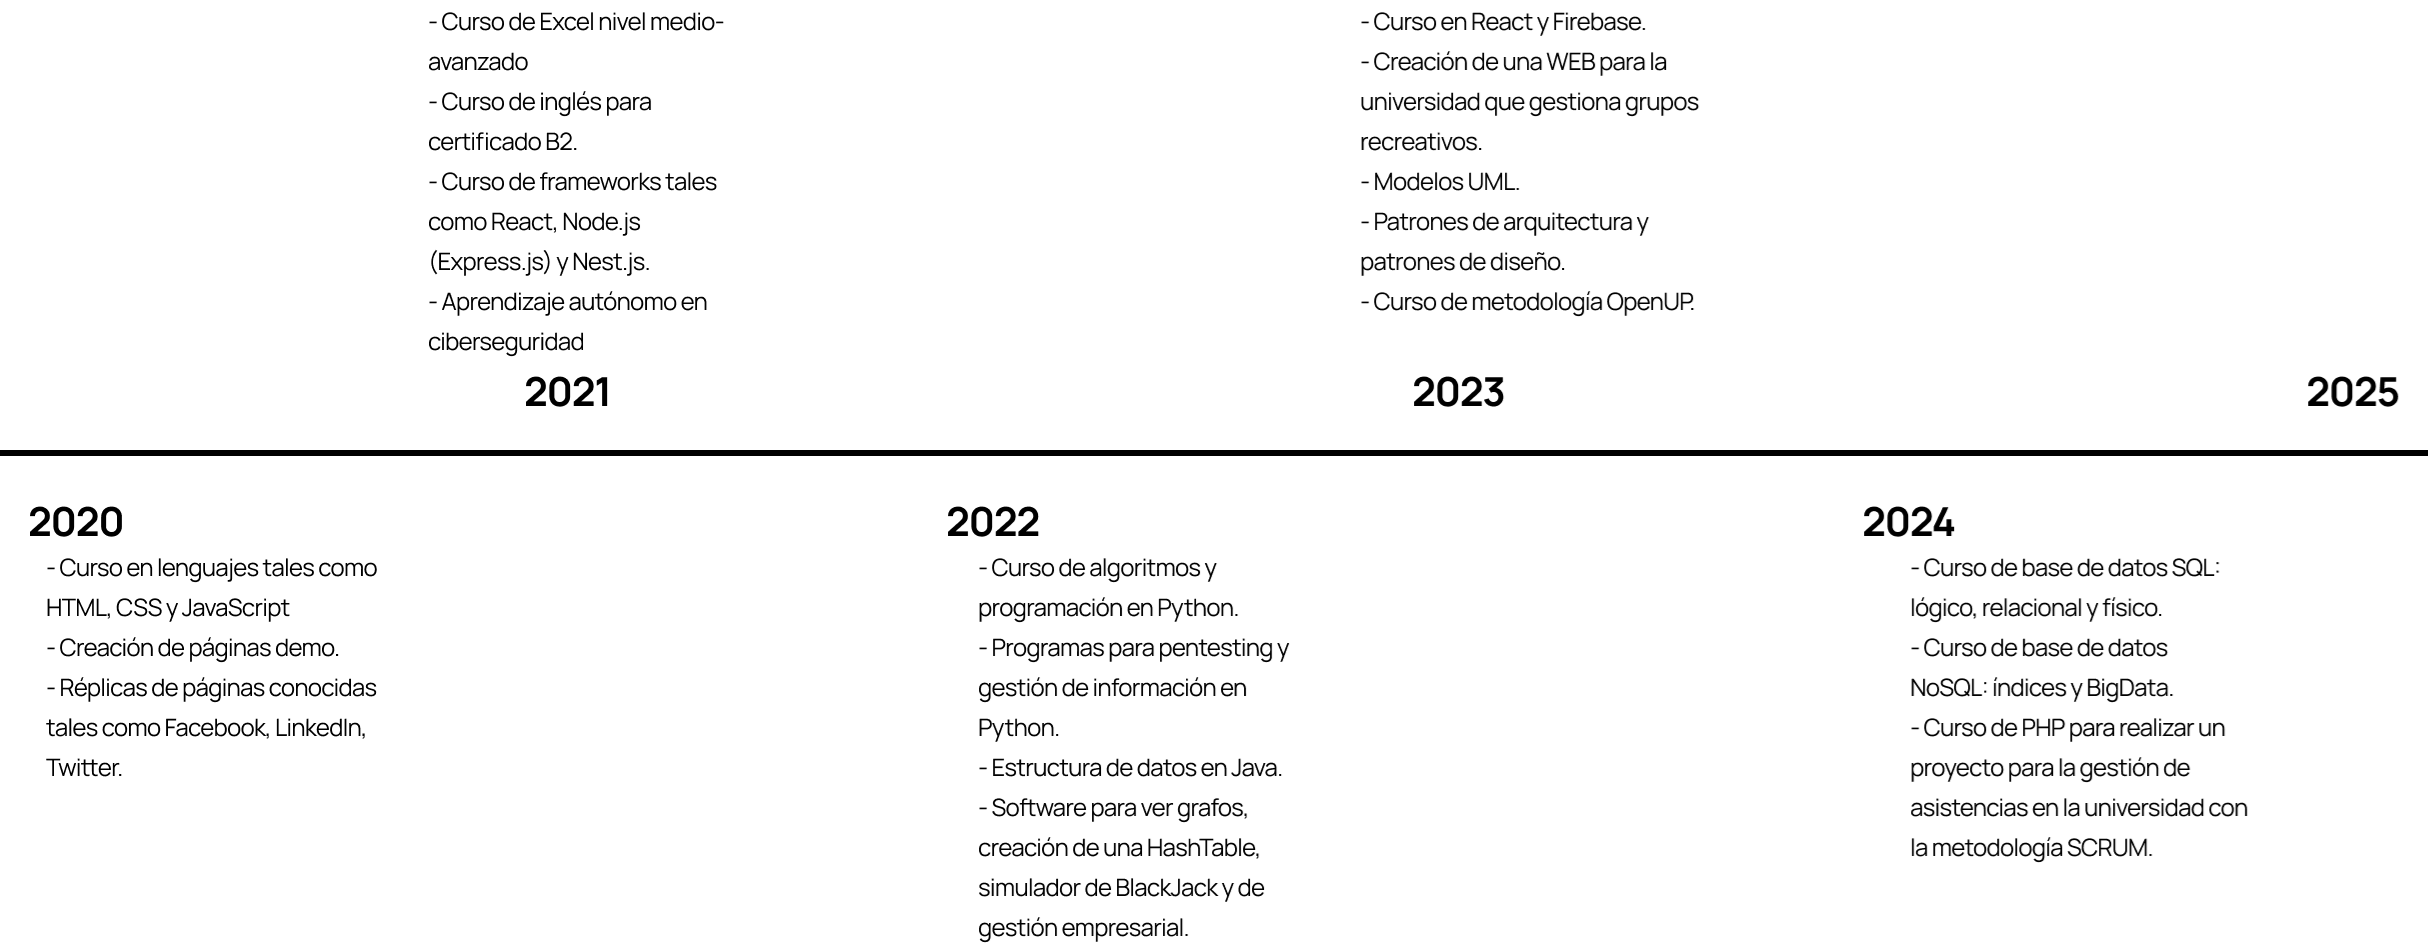 - Curso de Excel nivel medio-
avanzado
- Curso de inglés para
certificado B2.
- Curso de frameworks tales
como React, Node.js
(Express.js) y Nest.js.
- Aprendizaje autónomo en
ciberseguridad
2021
- Curso en React y Firebase.
- Creación de una WEB para la
universidad que gestiona grupos
recreativos.
- Modelos UML.
- Patrones de arquitectura y
patrones de diseño.
- Curso de metodología OpenUP.
2023
2025
2020
- Curso en lenguajes tales como
HTML, CSS y JavaScript
- Creación de páginas demo.
- Réplicas de páginas conocidas
tales como Facebook, LinkedIn,
Twitter.
2022
- Curso de algoritmos y
programación en Python.
- Programas para pentesting y
gestión de información en
Python.
- Estructura de datos en Java.
- Software para ver grafos,
creación de una HashTable,
simulador de BlackJack y de
gestión empresarial.
2024
- Curso de base de datos SQL:
lógico, relacional y físico.
- Curso de base de datos
NoSQL: índices y BigData.
- Curso de PHP para realizar un
proyecto para la gestión de
asistencias en la universidad con
la metodología SCRUM.